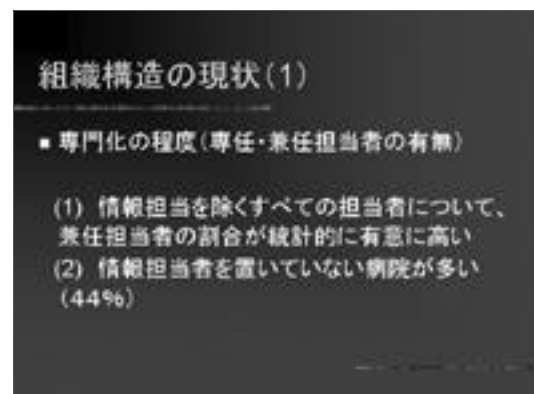 組織構造の現状(1)
■ 専門化の程度(専任・兼任担当者の有無)
(1) 情報担当を除くすべての担当者について、
兼任担当者の割合が統計的に有意に高い
(2) 情報担当者を置いていない病院が多い
(44%)